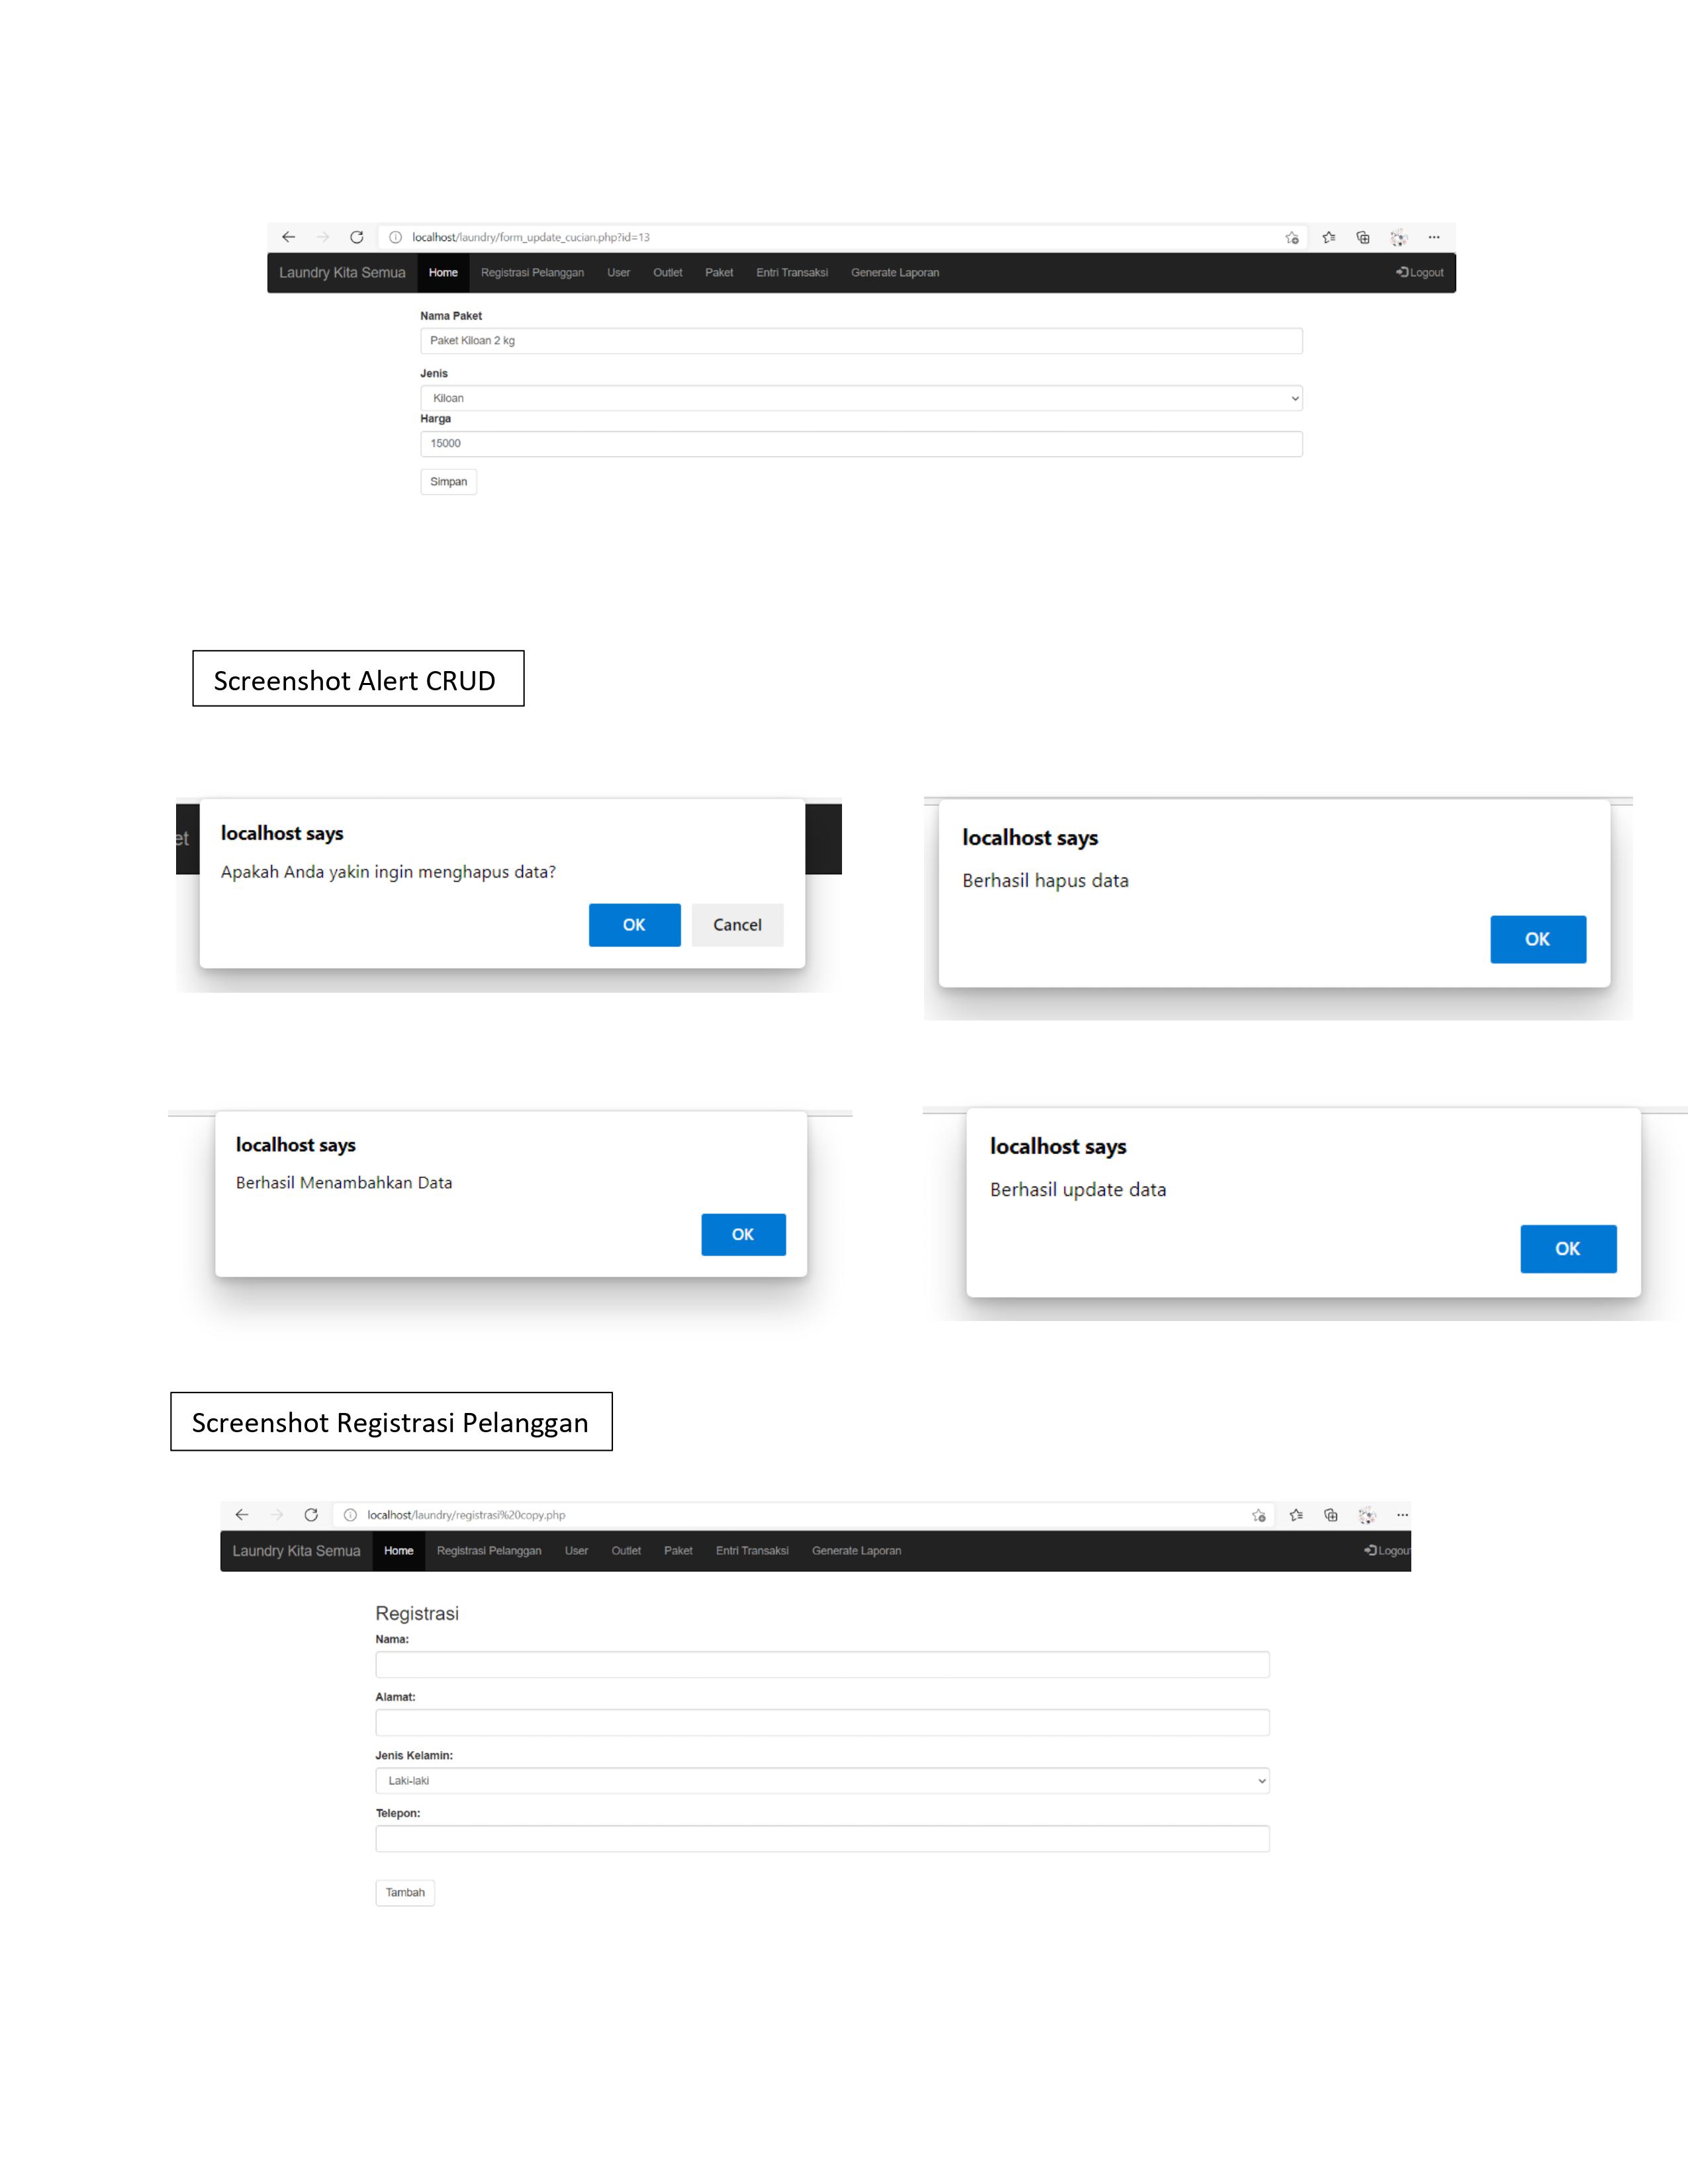 localhost/laundry/form_update_cucian.php?id=13
Laundry Kita Semua Home Registrasi Pelanggan User Outlet Paket Entri Transaksi Generate Laporan Logout
Nama Paket
Paket Kiloan 2 kg
Jenis
Kiloan
Harga
15000
Simpan
Screenshot Alert CRUD
et
localhost says
Apakah Anda yakin ingin menghapus data?
OK Cancel
localhost says
Berhasil hapus data
OK
localhost says
Berhasil Menambahkan Data
OK
localhost says
Berhasil update data
OK
Screenshot Registrasi Pelanggan
localhost/laundry/registrasi%20copy.php
Laundry Kita Semua Home Registrasi Pelanggan User Outlet Paket Entri Transaksi Generate Laporan Logou
Registrasi
Nama:
Alamat:
Jenis Kelamin:
Laki-laki
Telepon:
Tambah